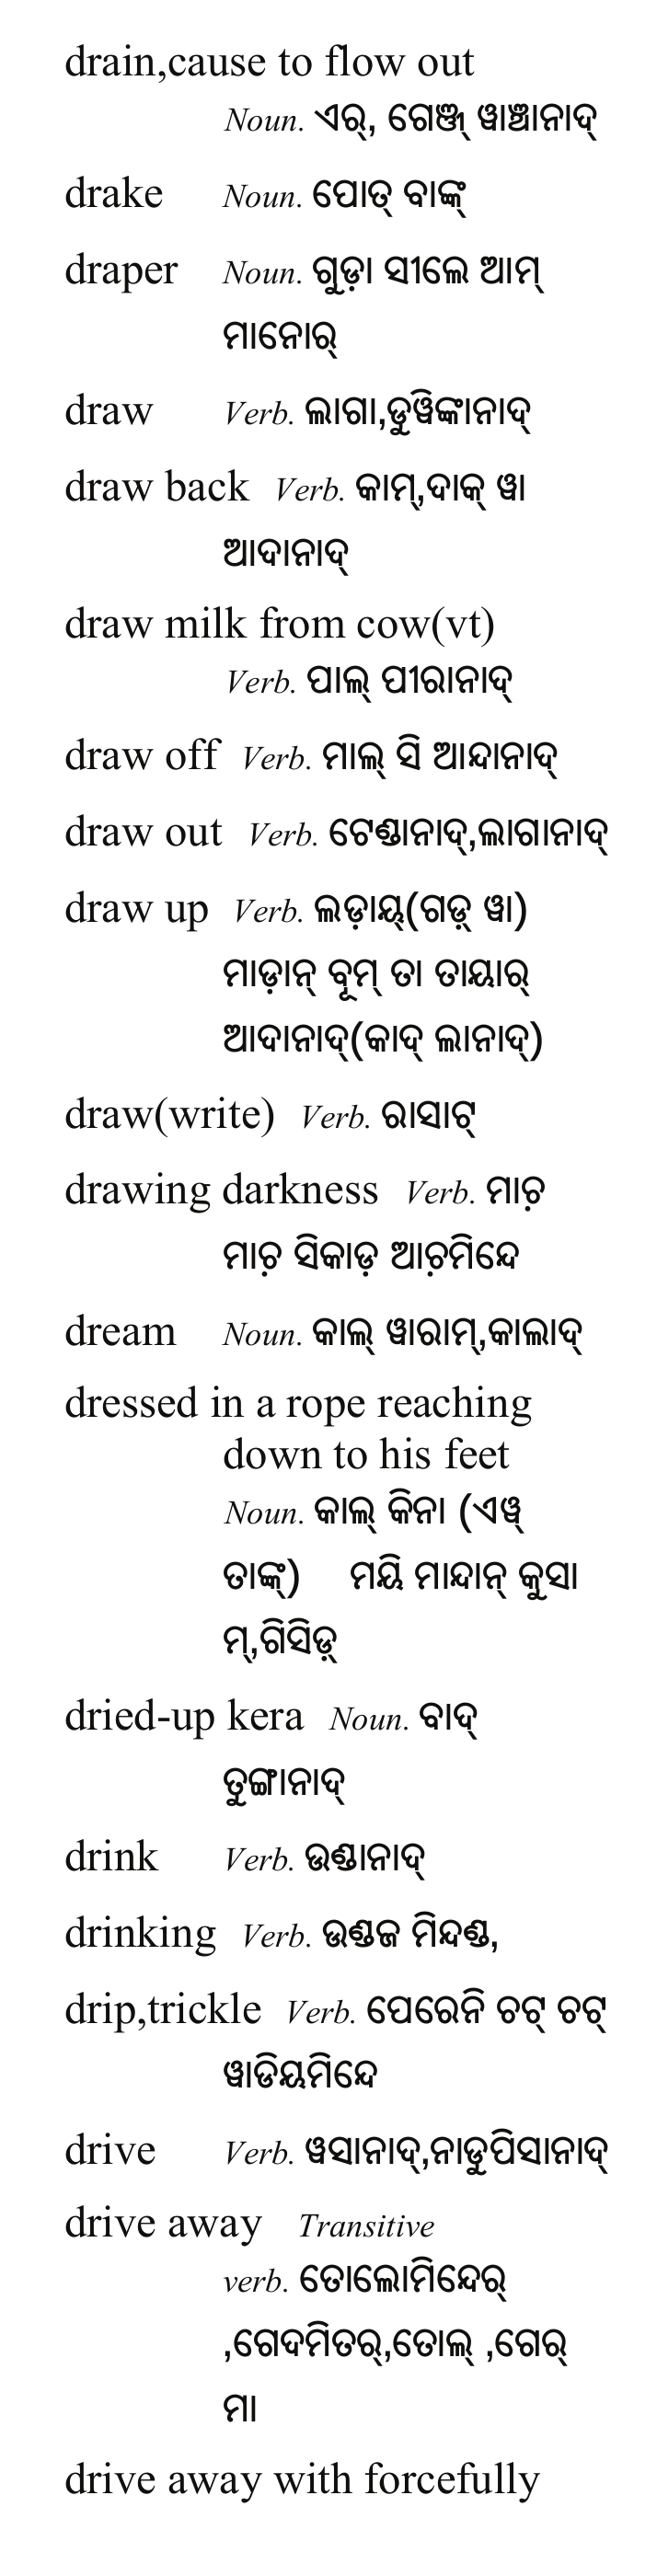 drain,cause to flow out
Noun. ଏର୍, ଗେଞ୍ଜ୍ ୱାଞ୍ଚାନାଦ୍
drake Noun. ପୋତ୍ ବାଙ୍କ୍
draper Noun. ଗୁଡ଼ା ସୀଲେ ଆମ୍
ମାନୋର୍
draw Verb. ଲାଗା,ଡୁୱିଙ୍କାନାଦ୍
draw back Verb. କାମ୍,ଦାକ୍ ୱା
ଆଦାନାଦ୍
draw milk from cow(vt)
Verb. ପାଲ୍ ପୀରାନାଦ୍
draw off Verb. ମାଲ୍ ସି ଆନ୍ଦାନାଦ୍
draw out Verb. ଟେଣ୍ଡାନାଦ୍,ଲାଗାନାଦ୍
draw up Verb. ଲଡ଼ାୟ୍(ଗଡ଼୍ ୱା)
ମାଡ଼ାନ୍ ବୂମ୍ ତା ତାୟାର୍
ଆଦାନାଦ୍(କାଦ୍ ଲାନାଦ୍)
draw(write) Verb. ରାସାଟ୍
drawing darkness Verb. ମାଚ଼
ମାଚ଼ ସିକାଡ଼ ଆଚ଼ମିନ୍ଦେ
dream Noun. କାଲ୍ ୱାରାମ୍,କାଲାଦ୍
dressed in a rope reaching
down to his feet
Noun. କାଲ୍ କିନା (ଏୱ୍
ତାଙ୍କ୍) ମୟି ମାନ୍ଦାନ୍ କୁସା
ମ୍,ଗିସିଡ଼୍
dried-up kera Noun. ବାଦ୍
ତୁଙ୍ଗାନାଦ୍
drink Verb. ଉଣ୍ଡାନାଦ୍
drinking Verb. ଉଣ୍ଡଜ ମିନ୍ଦଣ୍ଡ,
drip,trickle Verb. ପେରେନି ଚଟ୍ ଚଟ୍
ୱାଡିୟମିନ୍ଦେ
drive Verb. ୱସାନାଦ୍,ନାଡୁପିସାନାଦ୍
drive away Transitive
verb. ତୋଲୋମିନ୍ଦେର୍
,ଗେଦମିତର୍,ତୋଲ୍ ,ଗେର୍
ମା
drive away with forcefully